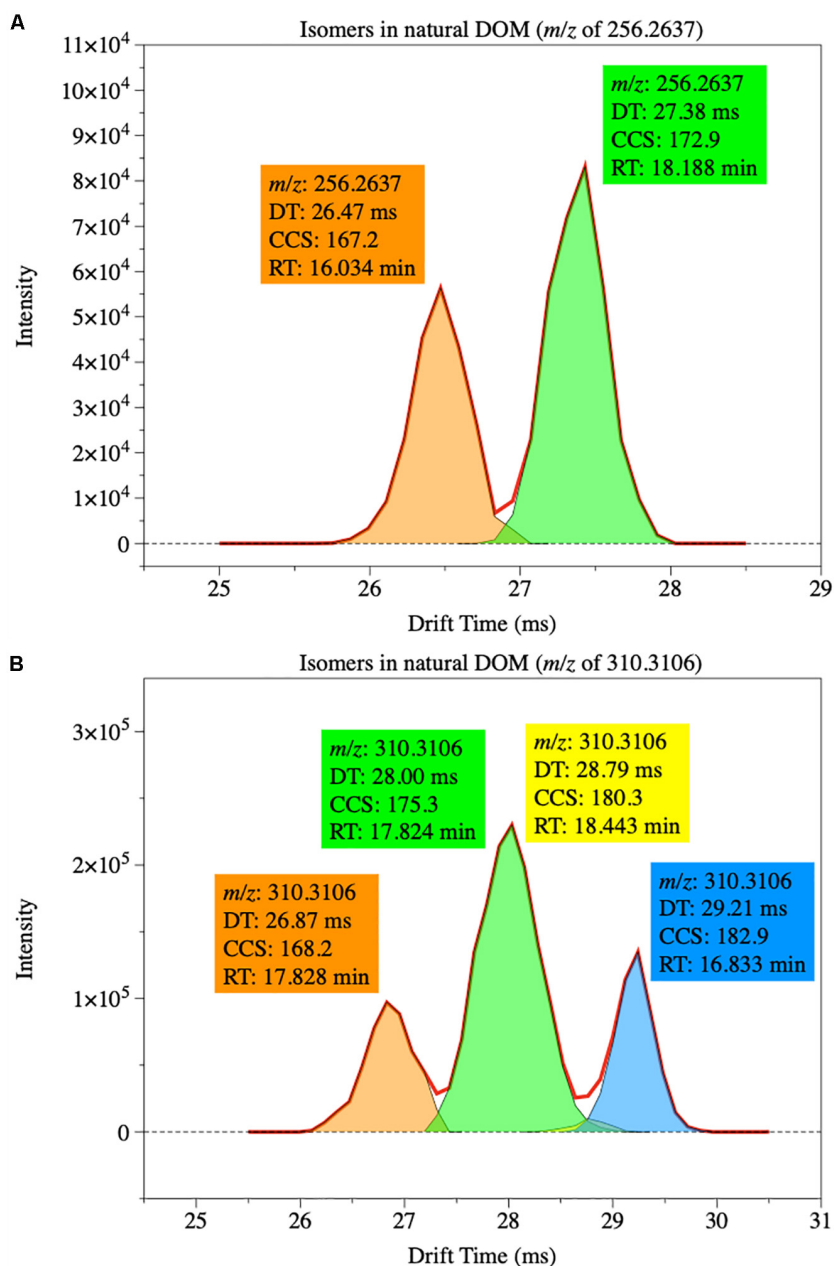 A
Isomers in natural DOM (m/z of 256.2637)
11×10⁴
10×10⁴
9×10⁴
8×10⁴
7×10⁴
6×10⁴
5×10⁴
4×10⁴
3×10⁴
2×10⁴
1×10⁴
0
Intensity
m/z: 256.2637
DT: 26.47 ms
CCS: 167.2
RT: 16.034 min
m/z: 256.2637
DT: 27.38 ms
CCS: 172.9
RT: 18.188 min
25 26 27 28 29
Drift Time (ms)
B
Isomers in natural DOM (m/z of 310.3106)
3×10⁵
2×10⁵
1×10⁵
0
Intensity
m/z: 310.3106
DT: 26.87 ms
CCS: 168.2
RT: 17.828 min
m/z: 310.3106
DT: 28.00 ms
CCS: 175.3
RT: 17.824 min
m/z: 310.3106
DT: 28.79 ms
CCS: 180.3
RT: 18.443 min
m/z: 310.3106
DT: 29.21 ms
CCS: 182.9
RT: 16.833 min
25 26 27 28 29 30 31
Drift Time (ms)